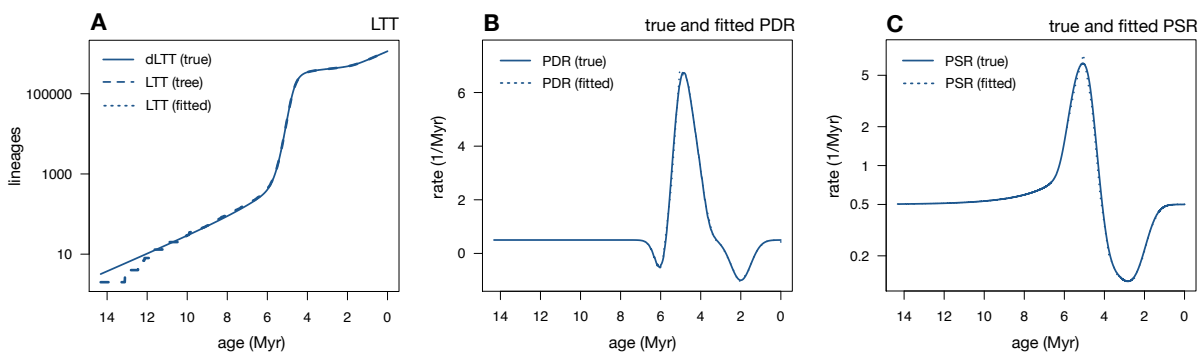 A
LTT
dLTT (true)
LTT (tree)
LTT (fitted)
lineages
100000
1000
10
14 12 10 8 6 4 2 0
age (Myr)
B
true and fitted PDR
PDR (true)
PDR (fitted)
rate (1/Myr)
6
4
2
0
14 12 10 8 6 4 2 0
age (Myr)
C
true and fitted PSR
PSR (true)
PSR (fitted)
rate (1/Myr)
5
2
1
0.5
0.2
14 12 10 8 6 4 2 0
age (Myr)